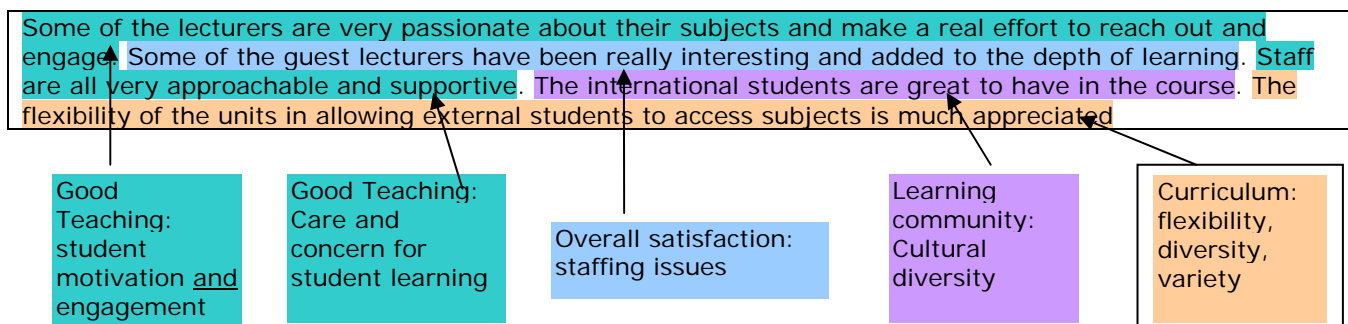 Some of the lecturers are very passionate about their subjects and make a real effort to reach out and
engage. Some of the guest lecturers have been really interesting and added to the depth of learning. Staff
are all very approachable and supportive. The international students are great to have in the course. The
flexibility of the units in allowing external students to access subjects is much appreciated
Good
Teaching:
student
motivation and
engagement
Good Teaching:
Care and
concern for
student learning
Overall satisfaction:
staffing issues
Learning
community:
Cultural
diversity
Curriculum:
flexibility,
diversity,
variety